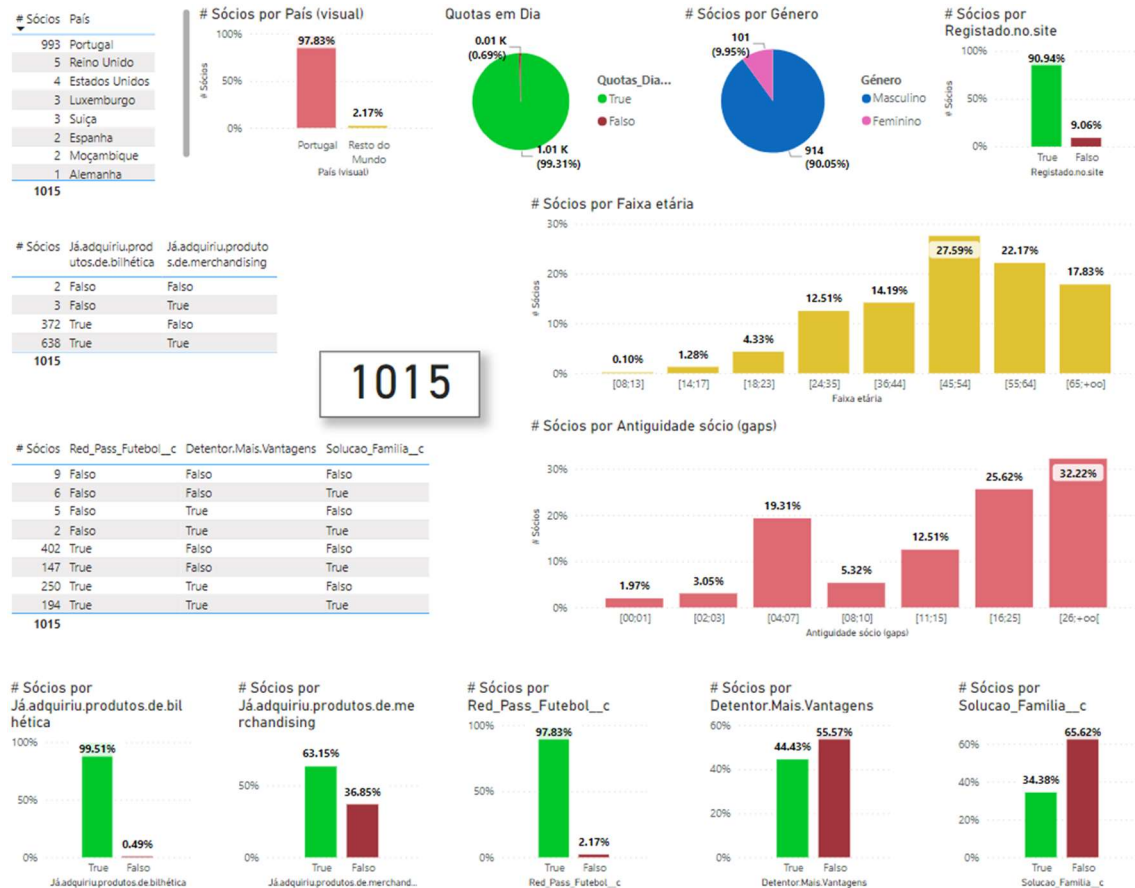 # Sócios País
993 Portugal
5 Reino Unido
4 Estados Unidos
3 Luxemburgo
3 Suíça
2 Espanha
2 Moçambique
1 Alemanha
1015
# Sócios por País (visual)
# Sócios
100%
50%
0%
97.83%
2.17%
Portugal
Resto do
Mundo
País (visual)
Quotas em Dia
0.01 K
(0.69%)
1.01 K
(99.31%)
Quotas_Dia...
True
Falso
# Sócios por Género
101
(9.95%)
914
(90.05%)
Género
Masculino
Feminino
# Sócios por
Registado.no.site
# Sócios
100%
50%
0%
90.94%
9.06%
True Falso
Registado.no.site
# Sócios Já.adquiriu.prod Já.adquiriu.produto
utos.de.bilhética s.de.merchandising
2 Falso Falso
3 Falso True
372 True Falso
638 True True
1015
1015
# Sócios por Faixa etária
# Sócios
30%
20%
10%
0%
0.10% 1.28% 4.33% 12.51% 14.19% 27.59% 22.17% 17.83%
[08;13] [14;17] [18;23] [24;35] [36;44] [45;54] [55;64] [65;+oo]
Faixa etária
# Sócios Red_Pass_Futebol__c Detentor.Mais.Vantagens Solucao_Familia__c
9 Falso Falso Falso
6 Falso Falso True
5 Falso True Falso
2 Falso True True
402 True Falso Falso
147 True Falso True
250 True True Falso
194 True True True
1015
# Sócios por Antiguidade sócio (gaps)
# Sócios
30%
20%
10%
0%
1.97% 3.05% 19.31% 5.32% 12.51% 25.62% 32.22%
[00;01] [02;03] [04;07] [08;10] [11;15] [16;25] [26;+oo[
Antiguidade sócio (gaps)
# Sócios por
Já.adquiriu.produtos.de.bil
hética
100%
50%
0%
99.51%
0.49%
True Falso
Já.adquiriu.produtos.de.bilhética
# Sócios por
Já.adquiriu.produtos.de.me
rchandising
50%
0%
63.15%
36.85%
True Falso
Já.adquiriu.produtos.de.merchand...
# Sócios por
Red_Pass_Futebol__c
100%
50%
0%
97.83%
2.17%
True Falso
Red_Pass_Futebol__c
# Sócios por
Detentor.Mais.Vantagens
60%
40%
20%
0%
44.43%
55.57%
True Falso
Detentor.Mais.Vantagens
# Sócios por
Solucao_Familia__c
60%
40%
20%
0%
34.38%
65.62%
True Falso
Solucao_Familia__c